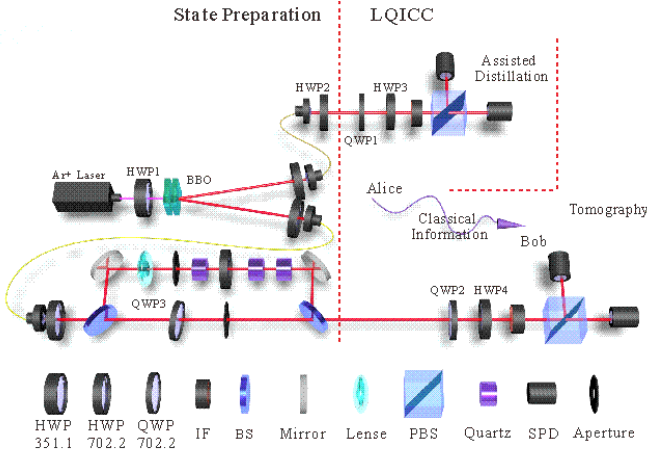 State Preparation
LQICC
Assisted
Distillation
HWP2
HWP3
QWP1
Ar+ Laser
HWP1
BBO
Alice
Classical
Information
Tomography
Bob
QWP3
QWP2
HWP4
HWP
351.1
HWP
702.2
QWP
702.2
IF
BS
Mirror
Lense
PBS
Quartz
SPD
Aperture